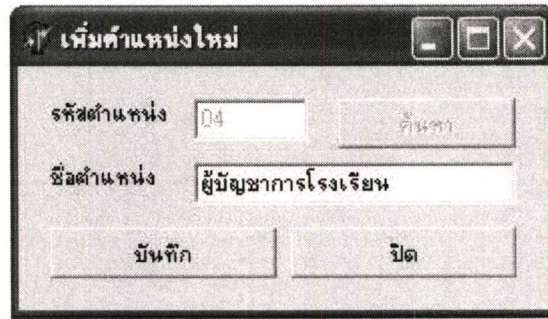 เพิ่มตำแหน่งใหม่
รหัสตำแหน่ง 04 ค้นหา
ชื่อตำแหน่ง ผู้บัญชาการโรงเรียน
บันทึก ปิด